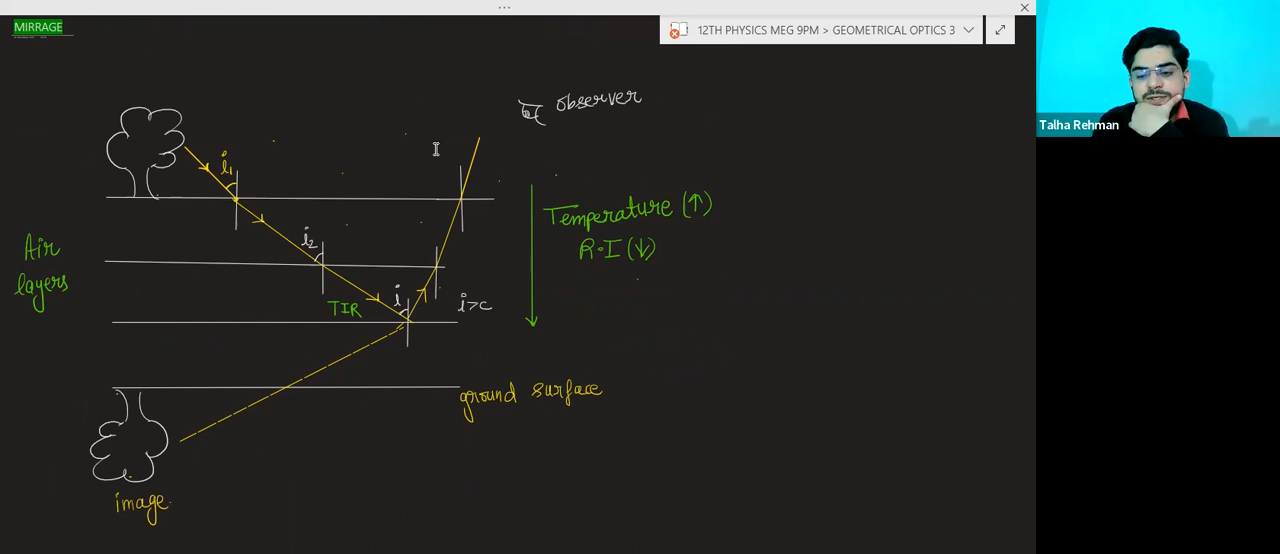 MIRRAGE
12TH PHYSICS MEG 9PM > GEOMETRICAL OPTICS 3
observer
Talha Rehman
i1
Temperature (↑)
R.I (↓)
i2
Air
layers
TIR
i
i>c
ground surface
image.